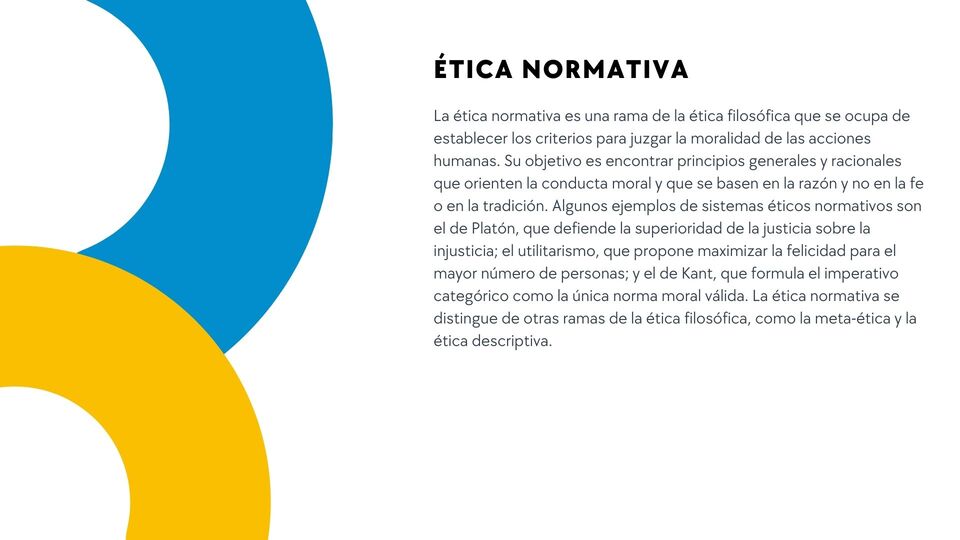 ÉTICA NORMATIVA
La ética normativa es una rama de la ética filosófica que se ocupa de
establecer los criterios para juzgar la moralidad de las acciones
humanas. Su objetivo es encontrar principios generales y racionales
que orienten la conducta moral y que se basen en la razón y no en la fe
o en la tradición. Algunos ejemplos de sistemas éticos normativos son
el de Platón, que defiende la superioridad de la justicia sobre la
injusticia; el utilitarismo, que propone maximizar la felicidad para el
mayor número de personas; y el de Kant, que formula el imperativo
categórico como la única norma moral válida. La ética normativa se
distingue de otras ramas de la ética filosófica, como la meta-ética y la
ética descriptiva.